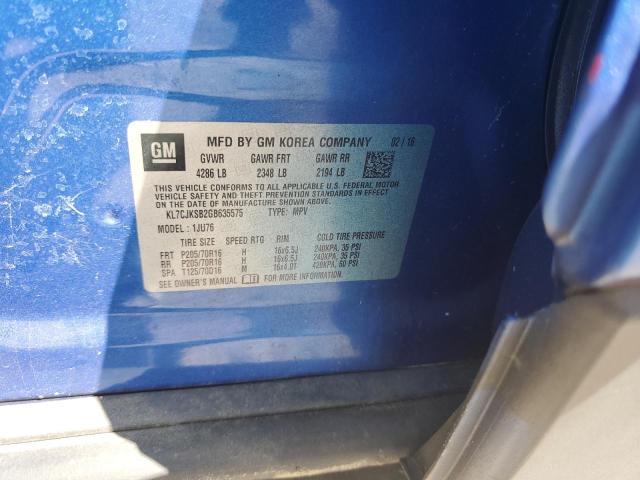 GM
MFD BY GM KOREA COMPANY 02/16
GVWR GAWR FRT GAWR RR
4286 LB 2348 LB 2194 LB
THIS VEHICLE CONFORMS TO ALL APPLICABLE U.S. FEDERAL MOTOR
VEHICLE SAFETY AND THEFT PREVENTION STANDARDS IN EFFECT
ON THE DATE OF MANUFACTURE SHOWN ABOVE.
KL7CJKSB2GB635575 TYPE: MPV
MODEL : 1JU76
TIRE SIZE SPEED RTG RIM COLD TIRE PRESSURE
FRT P205/70R16 H 16x6.5J 240KPA, 35 PSI
RR P205/70R16 H 16x6.5J 240KPA, 35 PSI
SPA T125/70D16 M 16x4.0T 420KPA, 60 PSI
SEE OWNER'S MANUAL FOR MORE INFORMATION.